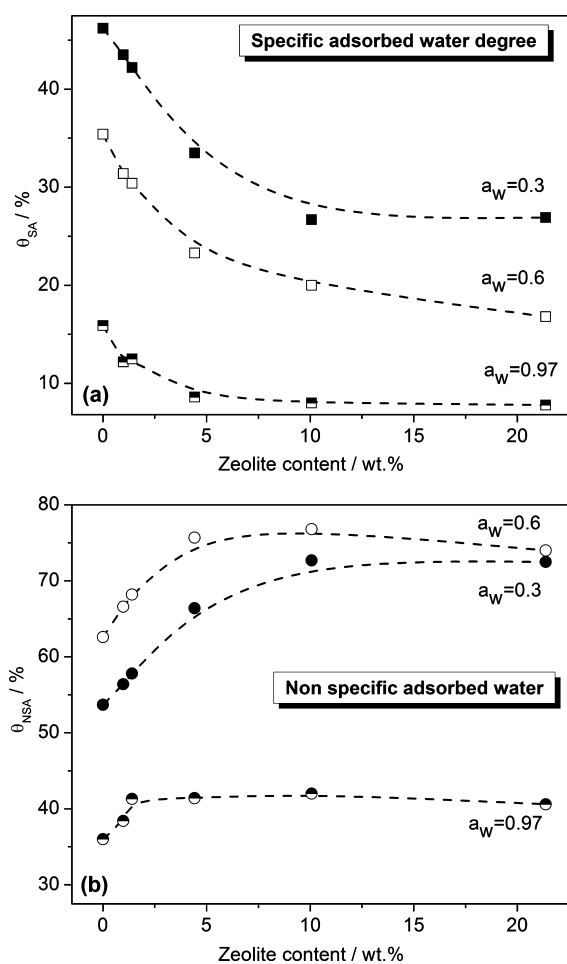 Specific adsorbed water degree
40
30
20
10
θSA / %
aw=0.3
aw=0.6
aw=0.97
(a)
0 5 10 15 20
Zeolite content / wt.%
80
70
60
50
40
30
θNSA / %
aw=0.6
aw=0.3
Non specific adsorbed water
aw=0.97
(b)
0 5 10 15 20
Zeolite content / wt.%